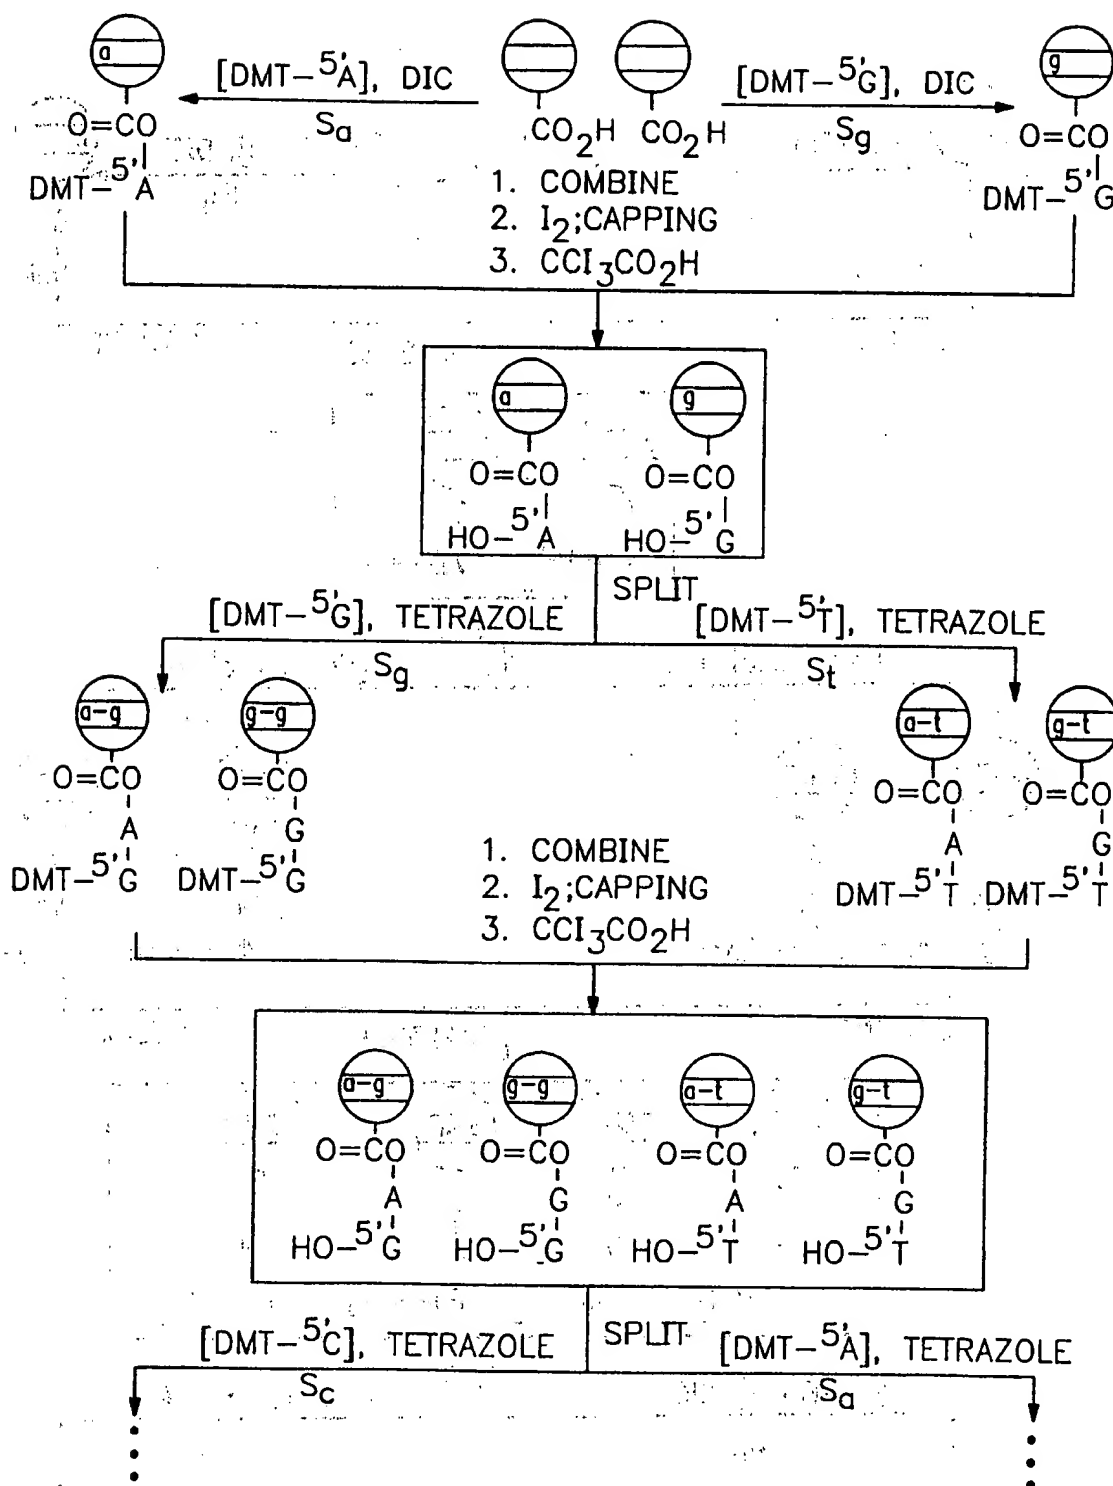 a
[DMT-5'A], DIC
Sa
[DMT-5'G], DIC
Sg
g
CO2H CO2H
O=CO
DMT-5'A
O=CO
DMT-5'G
1. COMBINE
2. I2;CAPPING
3. CCl3CO2H
a g
O=CO O=CO
HO-5'A HO-5'G
SPLIT
[DMT-5'G], TETRAZOLE
Sg
[DMT-5'T], TETRAZOLE
St
a-g g-g a-t g-t
O=CO O=CO O=CO O=CO
A G A G
DMT-5'G DMT-5'G DMT-5'T DMT-5'T
1. COMBINE
2. I2;CAPPING
3. CCl3CO2H
a-g g-g a-t g-t
O=CO O=CO O=CO O=CO
A G A G
HO-5'G HO-5'G HO-5'T HO-5'T
SPLIT
[DMT-5'C], TETRAZOLE
Sc
[DMT-5'A], TETRAZOLE
Sa